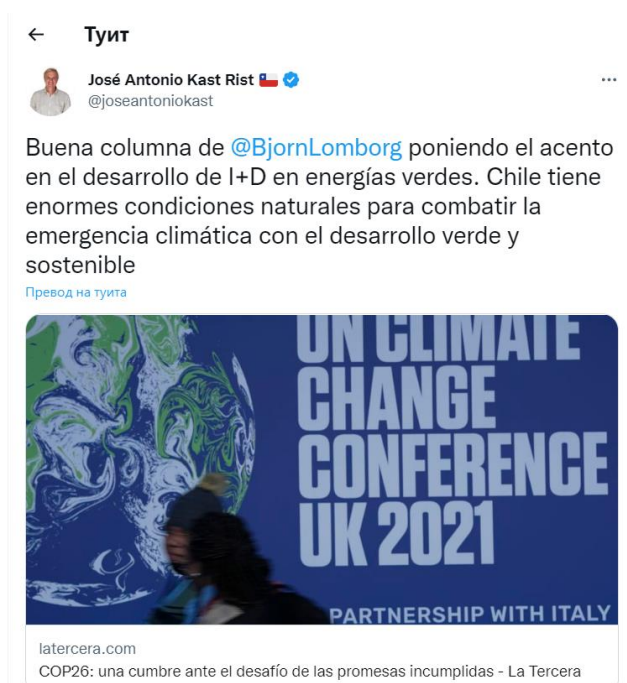 Туит
José Antonio Kast Rist 🇨🇱
@joseantoniokast
Buena columna de @BjornLomborg poniendo el acento
en el desarrollo de I+D en energías verdes. Chile tiene
enormes condiciones naturales para combatir la
emergencia climática con el desarrollo verde y
sostenible
Превод на туита
UN CLIMATE
CHANGE
CONFERENCE
UK 2021
PARTNERSHIP WITH ITALY
latercera.com
COP26: una cumbre ante el desafío de las promesas incumplidas - La Tercera